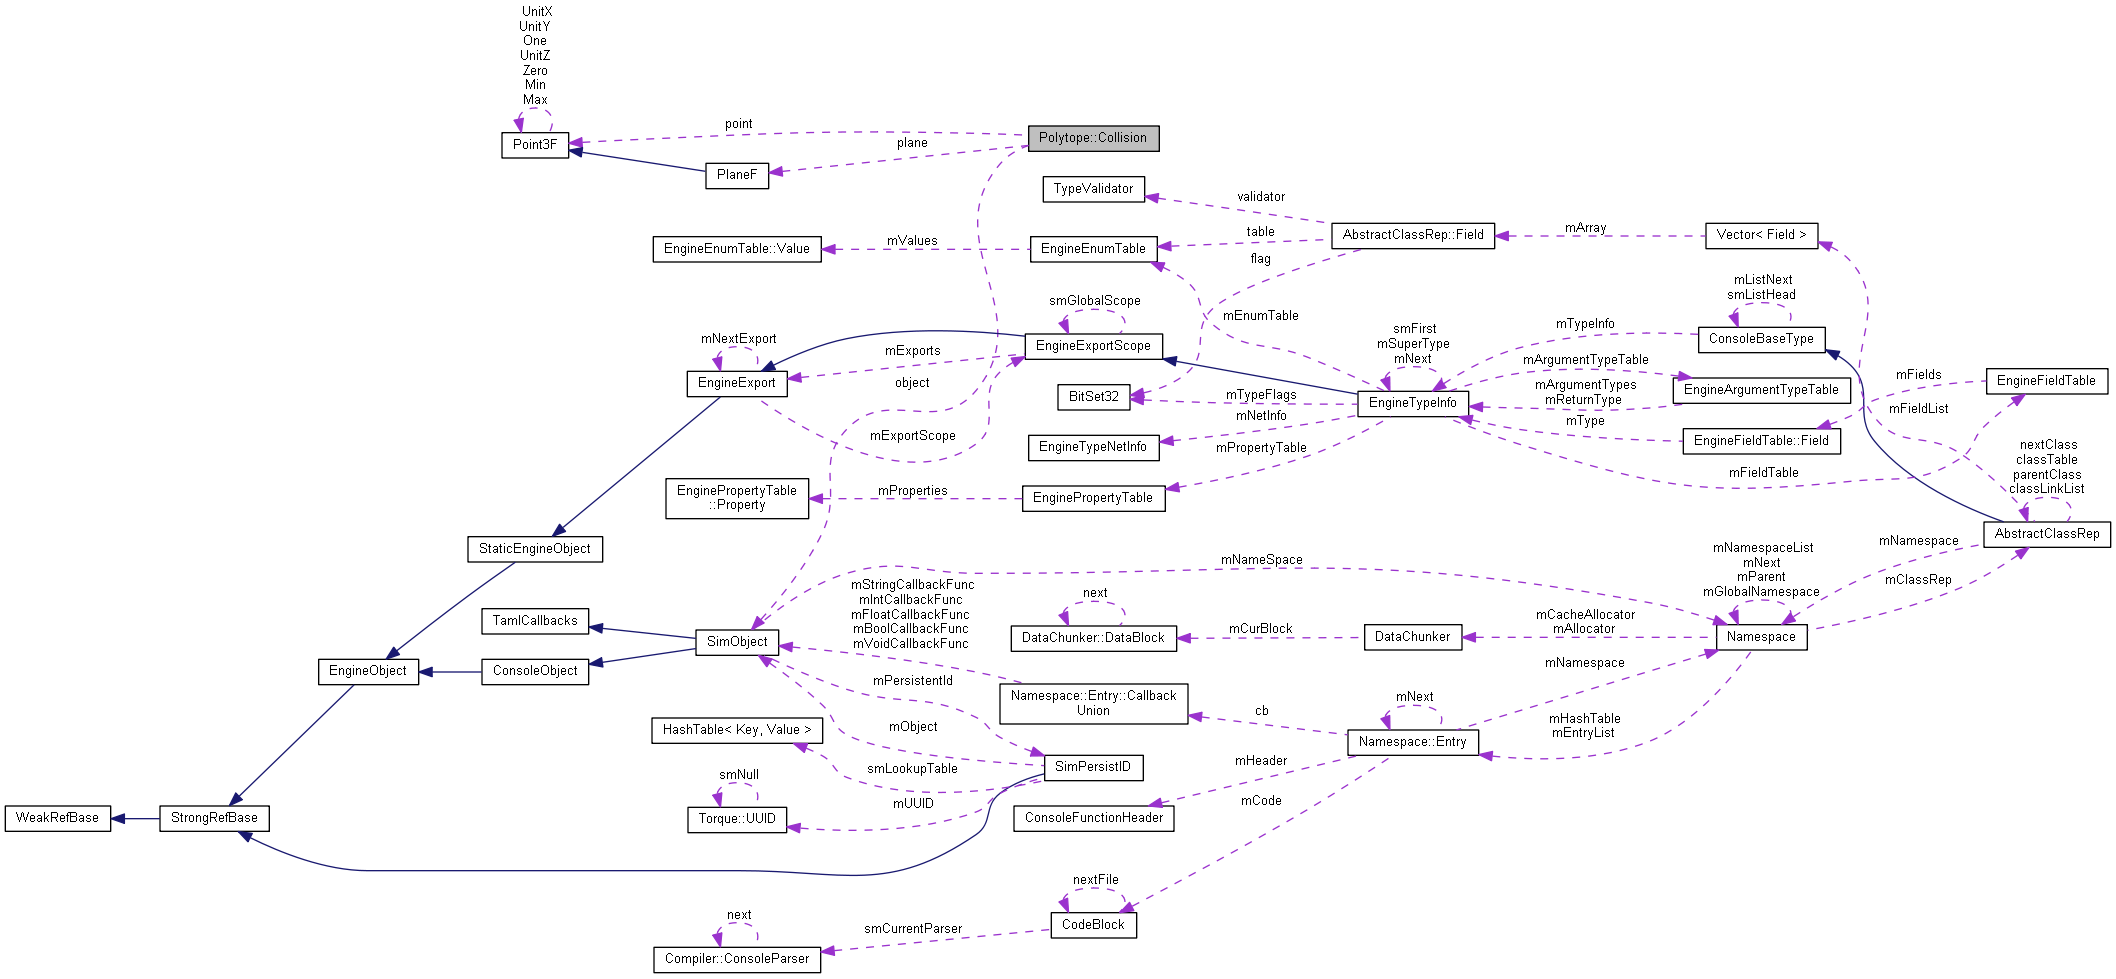 UnitX
UnitY
One
UnitZ
Zero
Min
Max
point
Polytope::Collision
Point3F
plane
PlaneF
TypeValidator
validator
EngineEnumTable::Value
mValues
EngineEnumTable
table
flag
AbstractClassRep::Field
mArray
Vector< Field >
mListNext
smListHead
smGlobalScope
mEnumTable
smFirst
mSuperType
mNext
mTypeInfo
ConsoleBaseType
mNextExport
mExports
EngineExportScope
EngineExport
object
mArgumentTypeTable
mFields
EngineFieldTable
BitSet32
mTypeFlags
EngineTypeInfo
mArgumentTypes
mReturnType
EngineArgumentTypeTable
mFieldList
mExportScope
mNetInfo
mType
EngineTypeNetInfo
EngineFieldTable::Field
mPropertyTable
mFieldTable
nextClass
classTable
parentClass
classLinkList
EnginePropertyTable
::Property
mProperties
EnginePropertyTable
StaticEngineObject
AbstractClassRep
mNameSpace
mNamespaceList
mNext
mParent
mGlobalNamespace
mNamespace
mClassRep
mStringCallbackFunc
mIntCallbackFunc
mFloatCallbackFunc
mBoolCallbackFunc
mVoidCallbackFunc
next
TamlCallbacks
SimObject
DataChunker::DataBlock
mCurBlock
DataChunker
mCacheAllocator
mAllocator
Namespace
EngineObject
ConsoleObject
mPersistentId
Namespace::Entry::Callback
Union
mNamespace
HashTable< Key, Value >
mObject
cb
mNext
Namespace::Entry
mHashTable
mEntryList
smLookupTable
SimPersistID
mHeader
smNull
mUUID
mCode
WeakRefBase
StrongRefBase
Torque::UUID
ConsoleFunctionHeader
nextFile
next
smCurrentParser
CodeBlock
Compiler::ConsoleParser